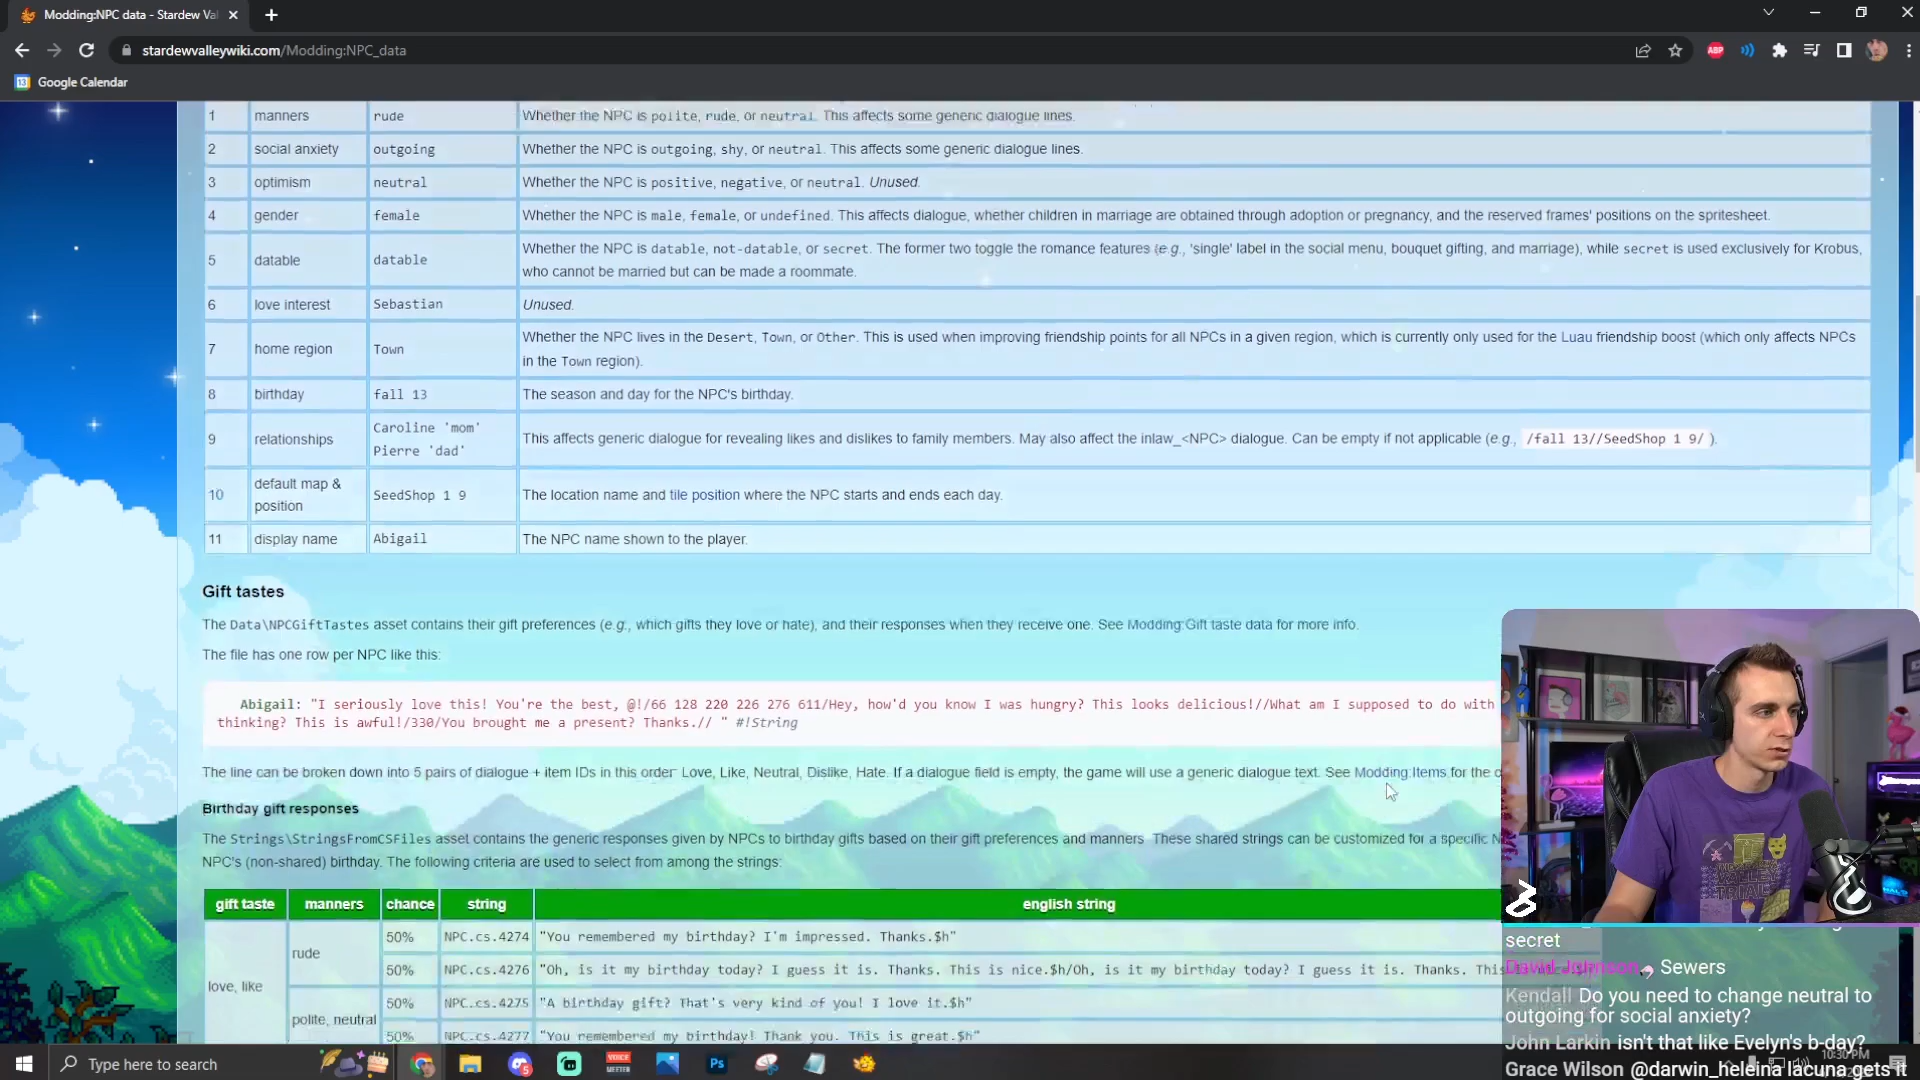 Modding:NPC data - Stardew Val
stardewvalleywiki.com/Modding:NPC_data
ABP
Google Calendar
1 manners rude Whether the NPC is polite, rude, or neutral. This affects some generic dialogue lines.
2 social anxiety outgoing Whether the NPC is outgoing, shy, or neutral. This affects some generic dialogue lines.
3 optimism neutral Whether the NPC is positive, negative, or neutral. Unused.
4 gender female Whether the NPC is male, female, or undefined. This affects dialogue, whether children in marriage are obtained through adoption or pregnancy, and the reserved frames' positions on the spritesheet.
5 datable datable Whether the NPC is datable, not-datable, or secret. The former two toggle the romance features (e.g., 'single' label in the social menu, bouquet gifting, and marriage), while secret is used exclusively for Krobus,
who cannot be married but can be made a roommate.
6 love interest Sebastian Unused.
7 home region Town Whether the NPC lives in the Desert, Town, or Other. This is used when improving friendship points for all NPCs in a given region, which is currently only used for the Luau friendship boost (which only affects NPCs
in the Town region).
8 birthday fall 13 The season and day for the NPC's birthday.
9 relationships Caroline 'mom'
Pierre 'dad' This affects generic dialogue for revealing likes and dislikes to family members. May also affect the inlaw_<NPC> dialogue. Can be empty if not applicable (e.g., /fall 13//SeedShop 1 9/ ).
10 default map &
position SeedShop 1 9 The location name and tile position where the NPC starts and ends each day.
11 display name Abigail The NPC name shown to the player.
Gift tastes
The Data\NPCGiftTastes asset contains their gift preferences (e.g., which gifts they love or hate), and their responses when they receive one. See Modding:Gift taste data for more info.
The file has one row per NPC like this:
Abigail: "I seriously love this! You're the best, @!/66 128 220 226 276 611/Hey, how'd you know I was hungry? This looks delicious!//What am I supposed to do with
thinking? This is awful!/330/You brought me a present? Thanks.// " #!String
The line can be broken down into 5 pairs of dialogue + item IDs in this order: Love, Like, Neutral, Dislike, Hate. If a dialogue field is empty, the game will use a generic dialogue text. See Modding:Items for the o
Birthday gift responses
The Strings\StringsFromCSFiles asset contains the generic responses given by NPCs to birthday gifts based on their gift preferences and manners. These shared strings can be customized for a specific N
NPC's (non-shared) birthday. The following criteria are used to select from among the strings:
gift taste manners chance string english string
love, like rude 50% NPC.cs.4274 "You remembered my birthday? I'm impressed. Thanks.$h"
50% NPC.cs.4276 "Oh, is it my birthday today? I guess it is. Thanks. This is nice.$h/Oh, is it my birthday today? I guess it is. Thanks. This
polite, neutral 50% NPC.cs.4275 "A birthday gift? That's very kind of you! I love it.$h"
50% NPC.cs.4277 "You remembered my birthday! Thank you. This is great.$h"
secret
David Johnson Sewers
Kendall Do you need to change neutral to
outgoing for social anxiety?
John Larkin isn't that like Evelyn's b-day?
Grace Wilson @darwin_heleina lacuna gets it
Type here to search
Ps
10:30 PM